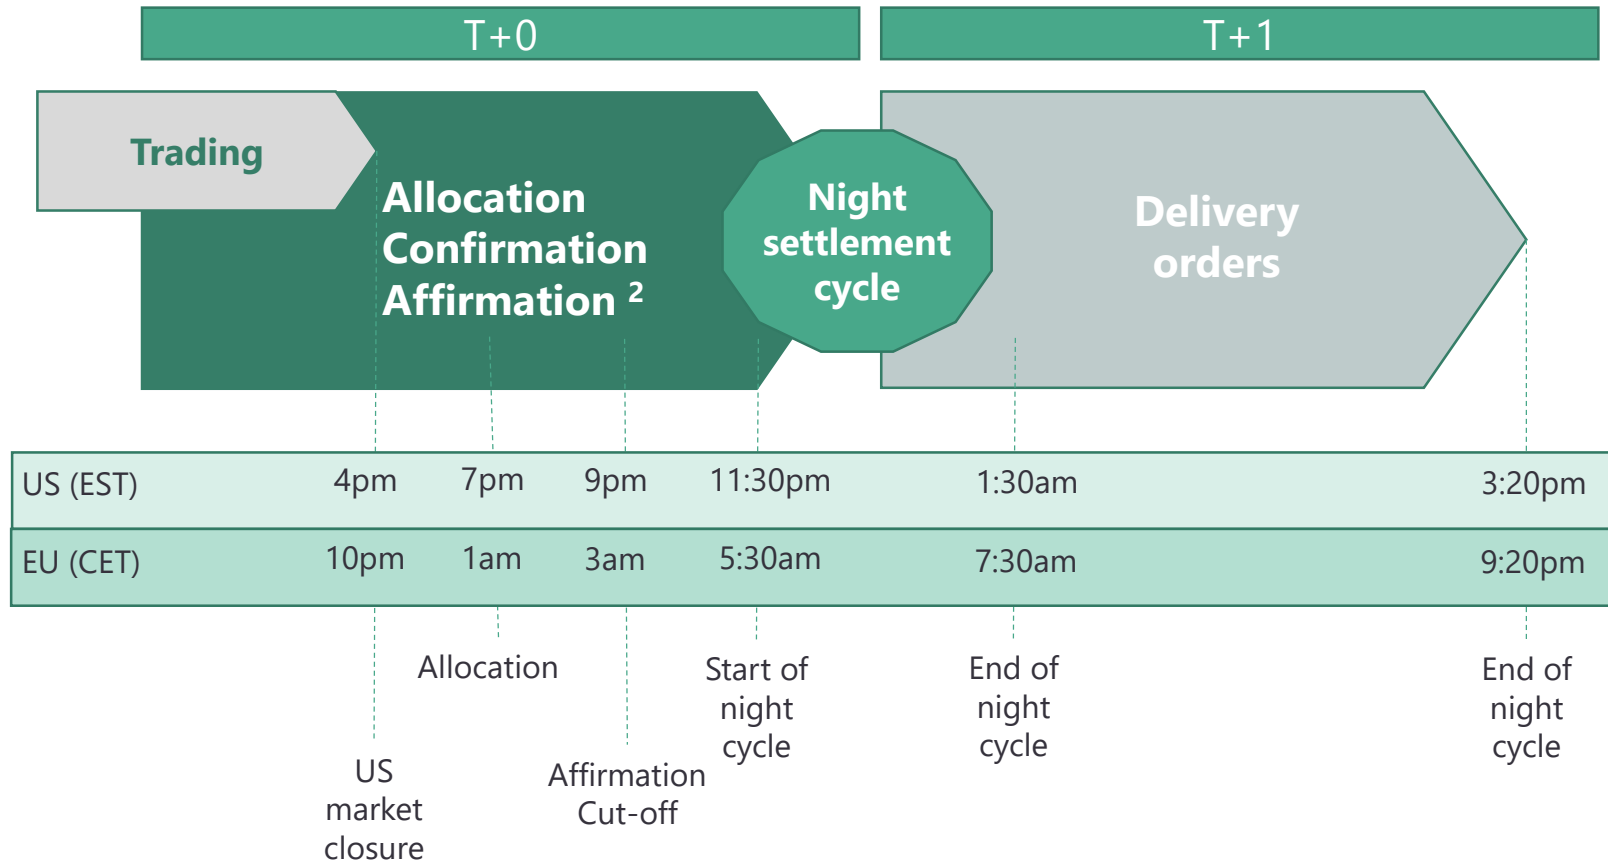 T+0
T+1
Trading
Allocation
Confirmation
Affirmation 2
Night
settlement
cycle
Delivery
orders
US (EST) 4pm 7pm 9pm 11:30pm 1:30am 3:20pm
EU (CET) 10pm 1am 3am 5:30am 7:30am 9:20pm
Allocation
Start of
night
cycle
End of
night
cycle
End of
night
cycle
US
market
closure
Affirmation
Cut-off